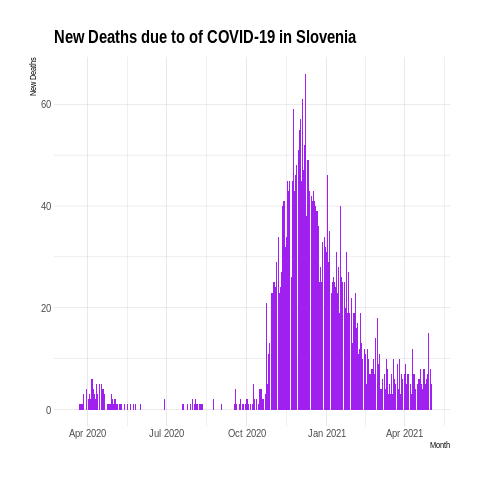 New Deaths due to of COVID-19 in Slovenia
New Deaths
60
40
20
0
Apr 2020 Jul 2020 Oct 2020 Jan 2021 Apr 2021
Month